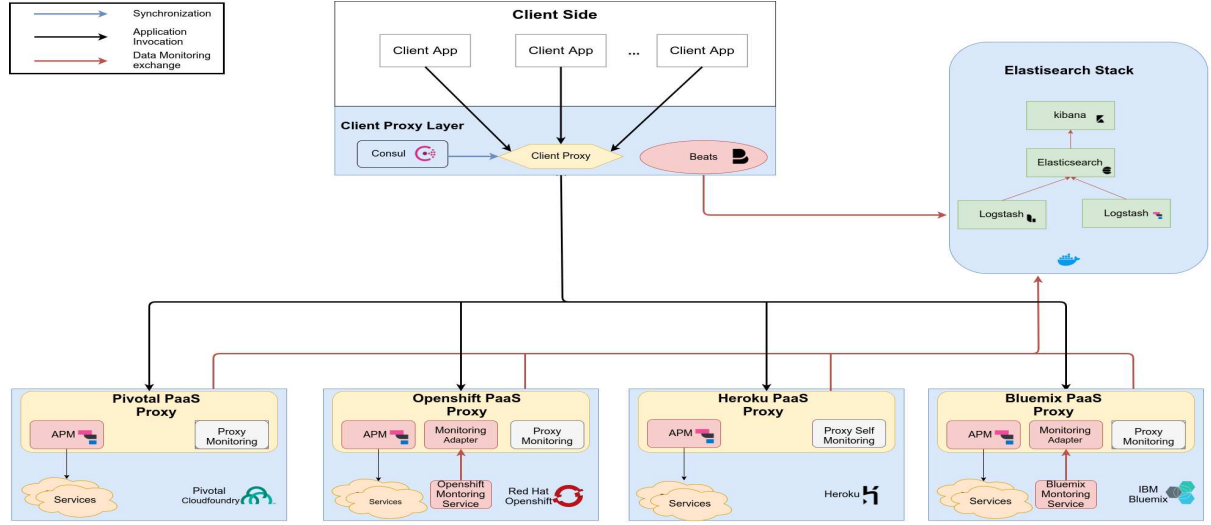 Synchronization
Application
Invocation
Data Monitoring
exchange
Client Side
Client App
Client App
...
Client App
Client Proxy Layer
Consul
Client Proxy
Beats
Elastisearch Stack
kibana
Elasticsearch
Logstash
Logstash
Pivotal PaaS
Proxy
APM
Proxy
Monitoring
Services
Pivotal
Cloudfoundry
Openshift PaaS
Proxy
APM
Monitoring
Adapter
Proxy
Monitoring
Services
Openshift
Montoring
Service
Red Hat
Openshift
Heroku PaaS
Proxy
APM
Proxy Self
Monitoring
Services
Heroku
Bluemix PaaS
Proxy
APM
Monitoring
Adapter
Proxy
Monitoring
Services
Bluemix
Montoring
Service
IBM
Bluemix